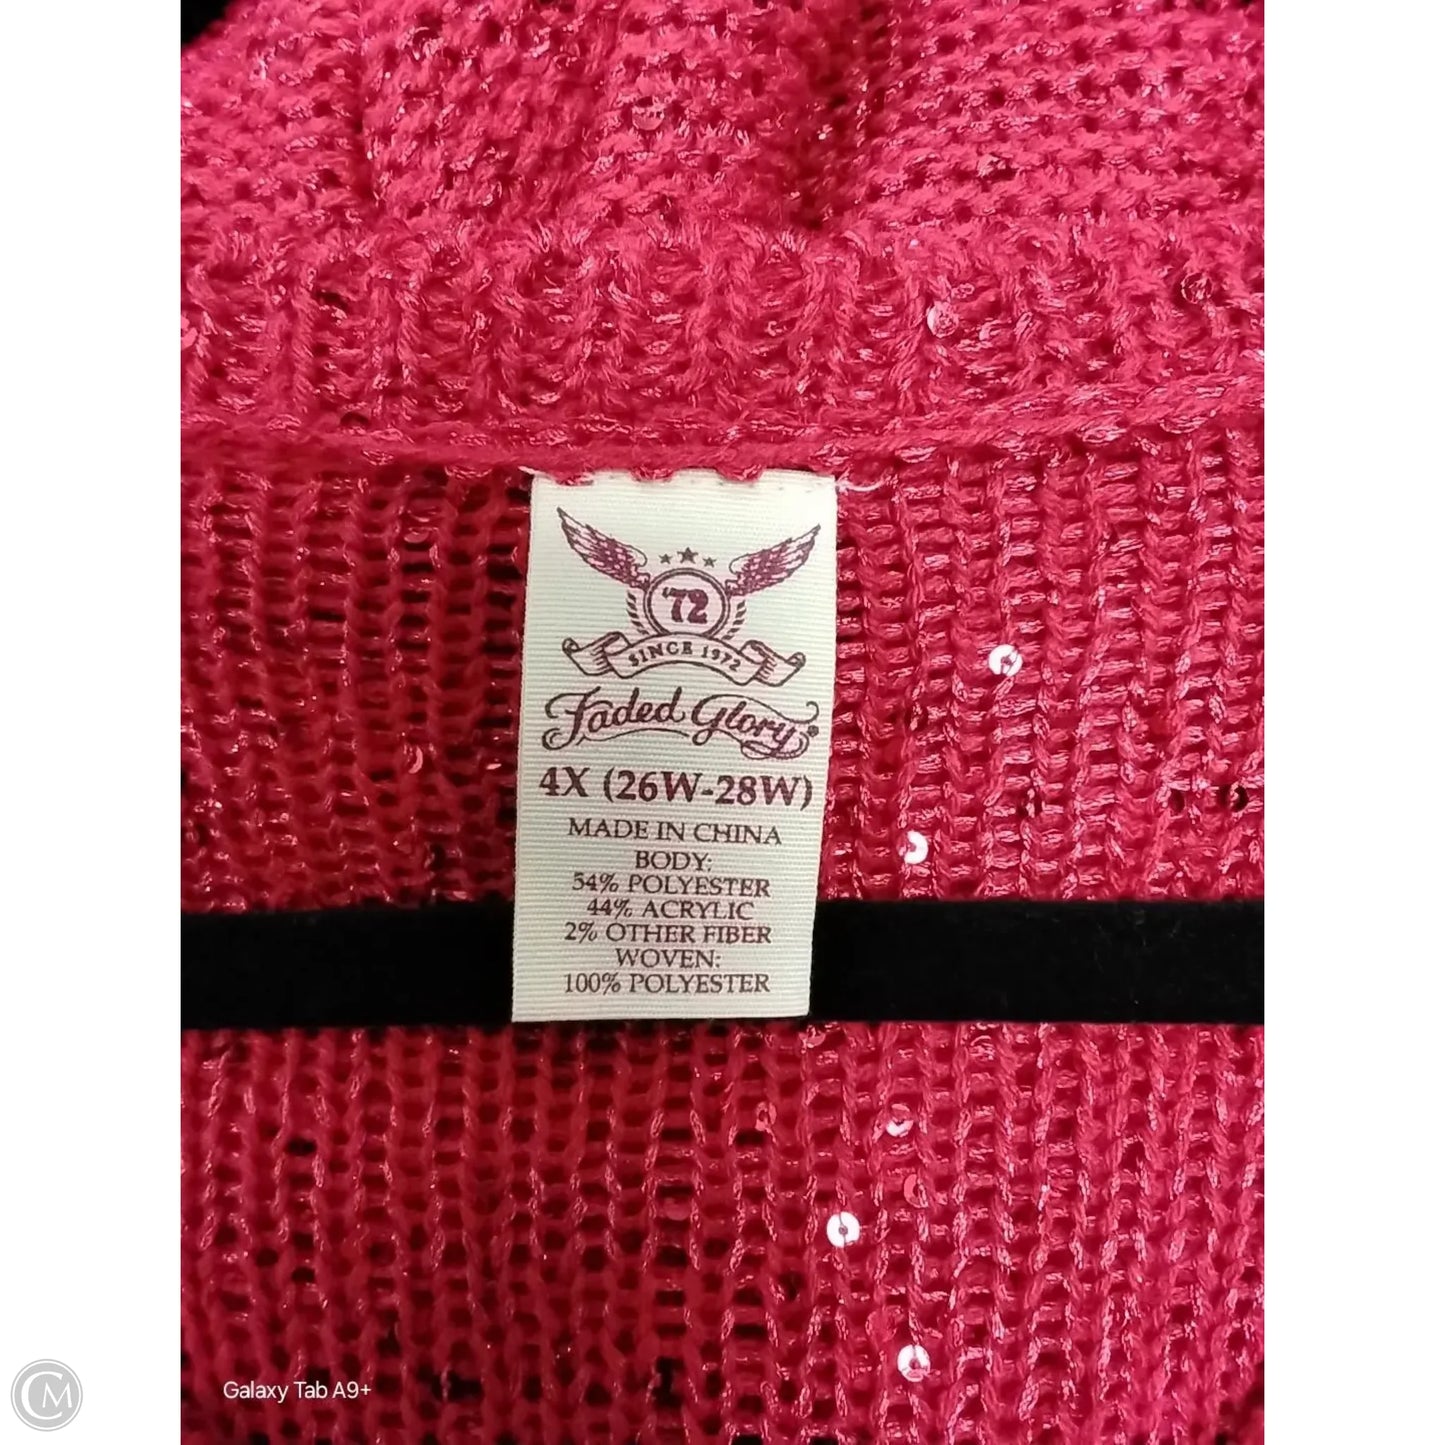 '72
SINCE 1972
Faded Glory®
4X (26W-28W)
MADE IN CHINA
BODY:
54% POLYESTER
44% ACRYLIC
2% OTHER FIBER
WOVEN:
100% POLYESTER
Galaxy Tab A9+
CM